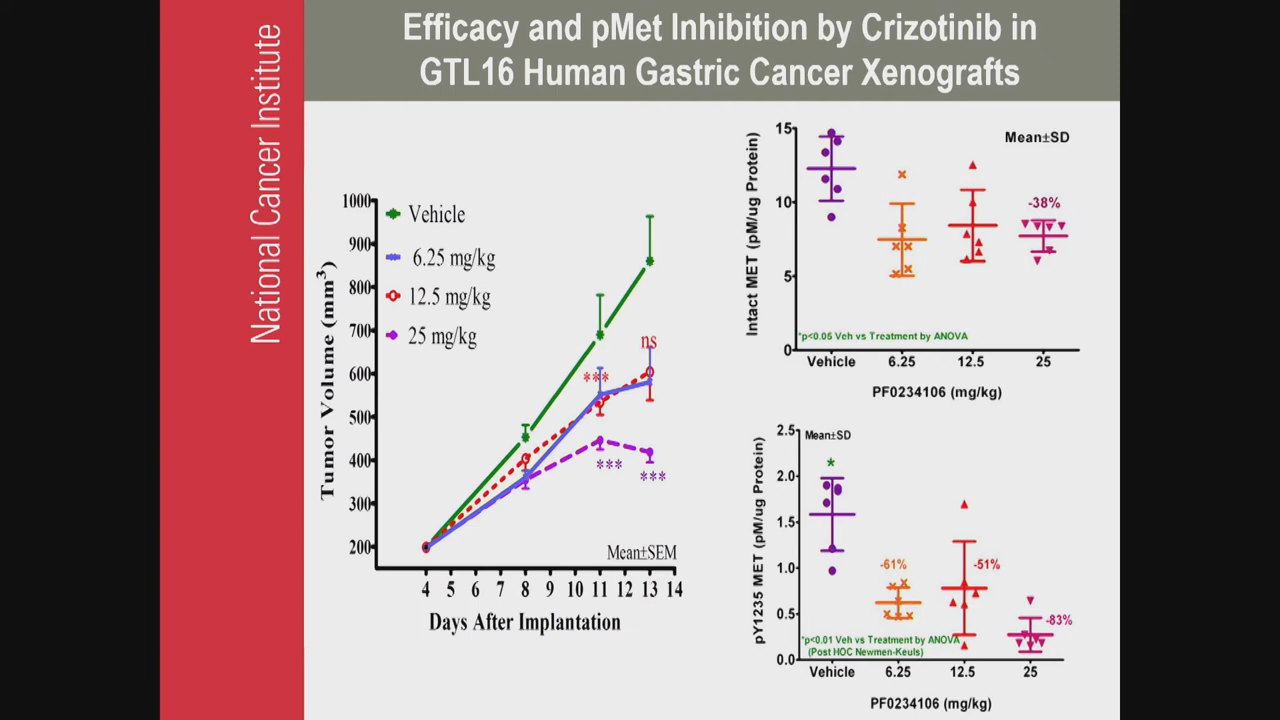 National Cancer Institute
Efficacy and pMet Inhibition by Crizotinib in
GTL16 Human Gastric Cancer Xenografts
Tumor Volume (mm3)
1000
900
800
700
600
500
400
300
200
Vehicle
6.25 mg/kg
12.5 mg/kg
25 mg/kg
***
ns
***
***
Mean±SEM
4 5 6 7 8 9 10 11 12 13 14
Days After Implantation
Intact MET (pM/ug Protein)
15
10
5
0
Mean±SD
-38%
*p<0.05 Veh vs Treatment by ANOVA
Vehicle 6.25 12.5 25
PF0234106 (mg/kg)
pY1235 MET (pM/ug Protein)
2.5
2.0
1.5
1.0
0.5
0.0
Mean±SD
*
-61%
-51%
-83%
*p<0.01 Veh vs Treatment by ANOVA
(Post HOC Newmen-Keuls)
Vehicle 6.25 12.5 25
PF0234106 (mg/kg)